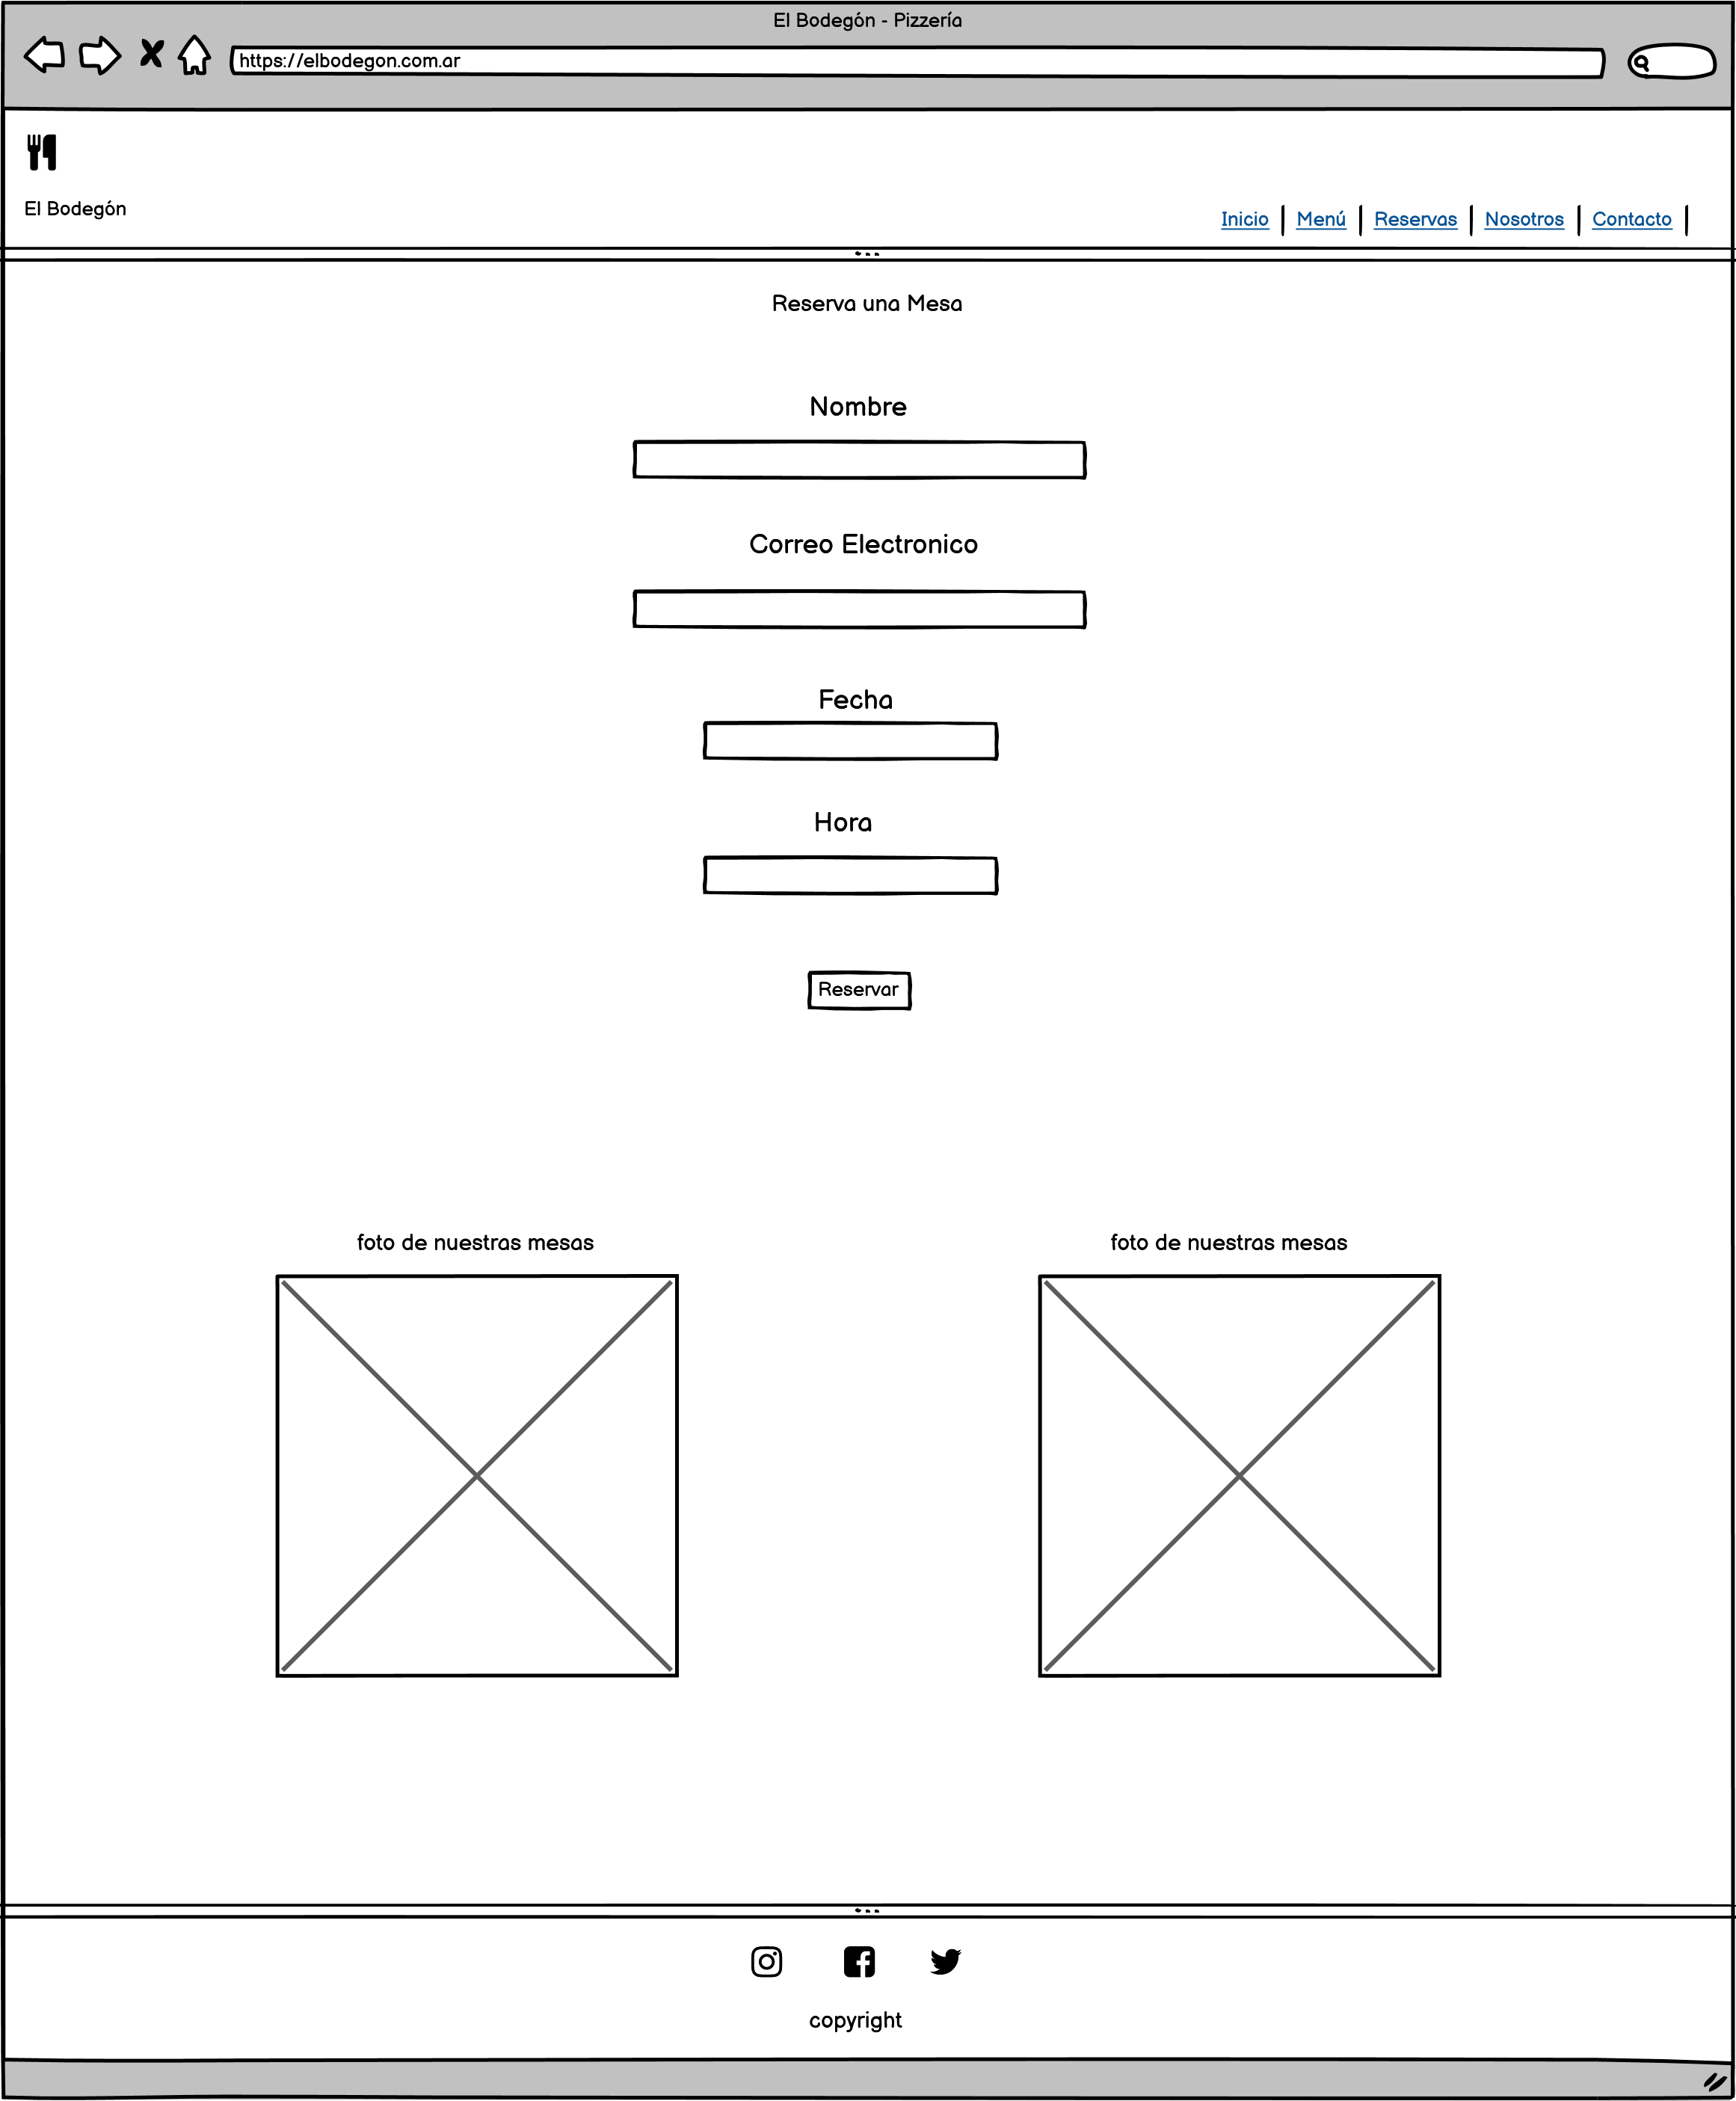 El Bodegón - Pizzería
https://elbodegon.com.ar
El Bodegón
Inicio | Menú | Reservas | Nosotros | Contacto |
Reserva una Mesa
Nombre
Correo Electronico
Fecha
Hora
Reservar
foto de nuestras mesas
foto de nuestras mesas
copyright